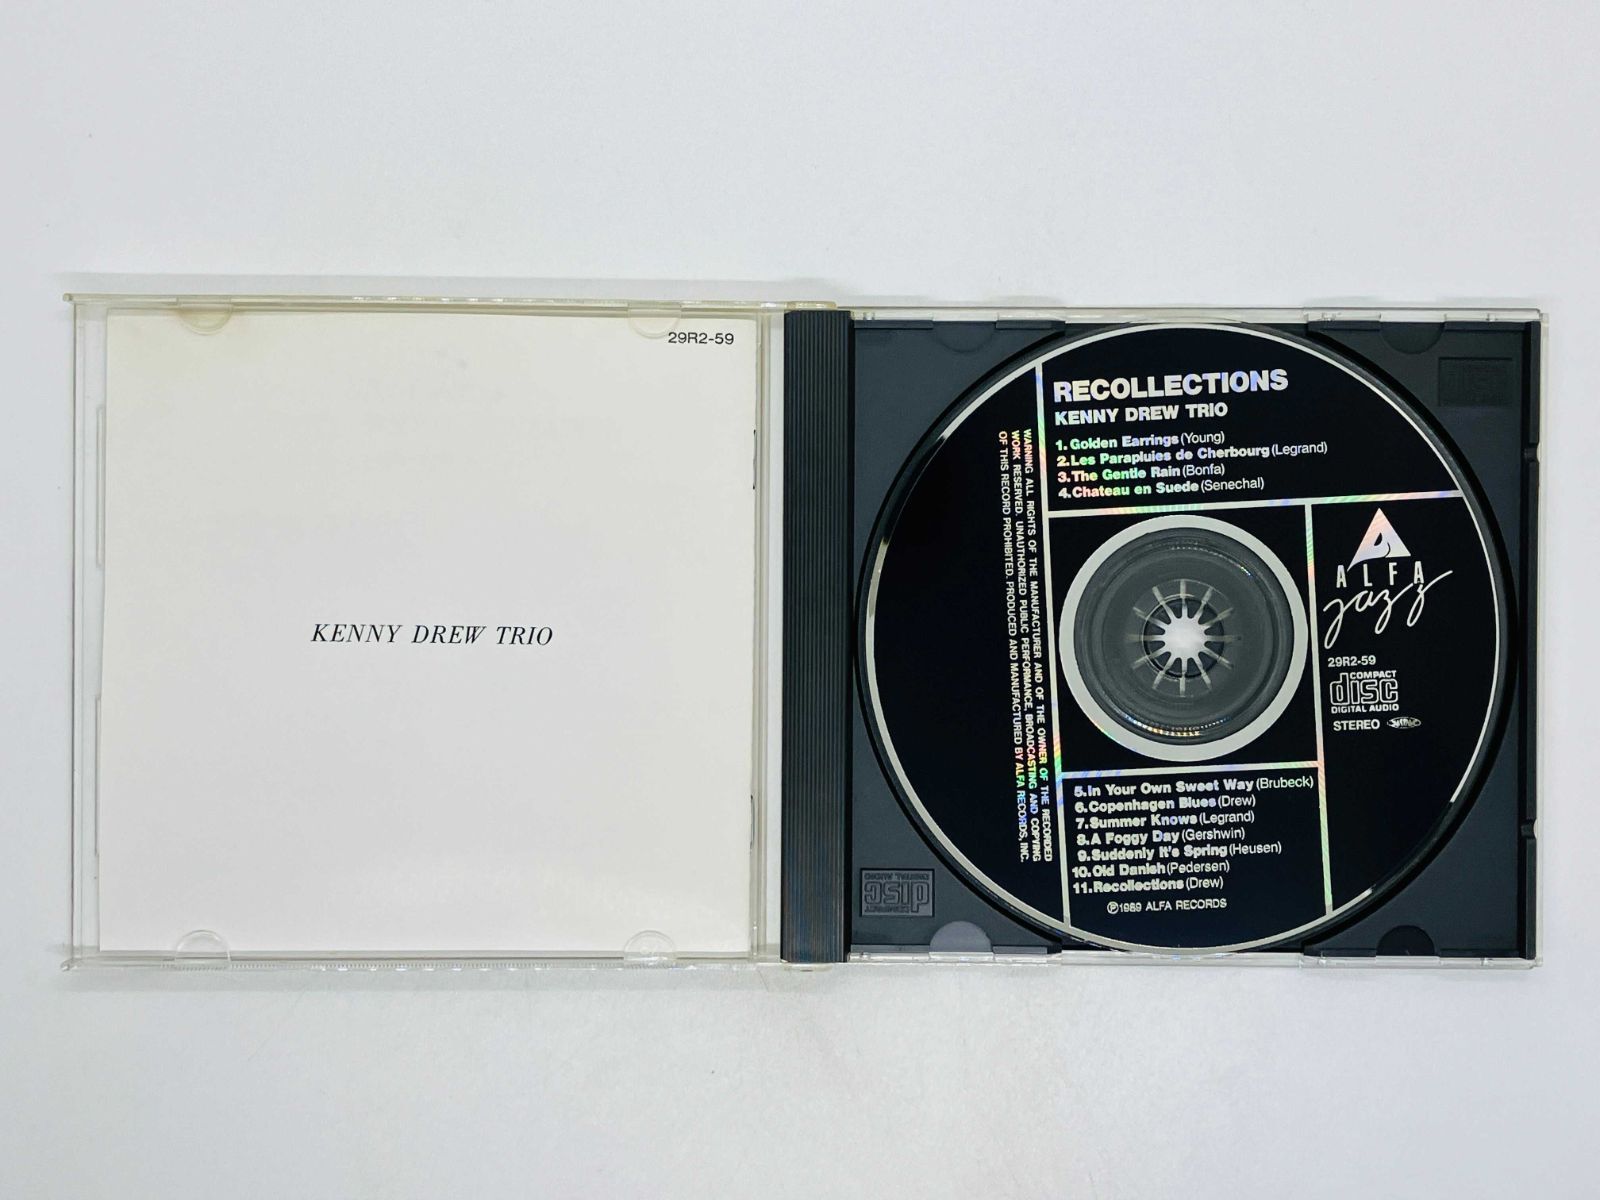 29R2-59
KENNY DREW TRIO
RECOLLECTIONS
KENNY DREW TRIO
1. Golden Earrings (Young)
2. Les Parapluies de Cherbourg (Legrand)
3. The Gentle Rain (Bonfa)
4. Chateau en Suede (Senechal)
WARNING ALL RIGHTS OF THE MANUFACTURER AND OF THE OWNER OF THE RECORDED
WORK RESERVED. UNAUTHORIZED PUBLIC PERFORMANCE, BROADCASTING AND COPYING
OF THIS RECORD PROHIBITED. PRODUCED AND MANUFACTURED BY ALFA RECORDS, INC.
ALFA
jazz
29R2-59
COMPACT
disc
DIGITAL AUDIO
STEREO
5. In Your Own Sweet Way (Brubeck)
6. Copenhagen Blues (Drew)
7. Summer Knows (Legrand)
8. A Foggy Day (Gershwin)
9. Suddenly It's Spring (Heusen)
10. Old Danish (Pedersen)
11. Recollections (Drew)
Ⓟ1989 ALFA RECORDS
COMPACT
disc
DIGITAL AUDIO